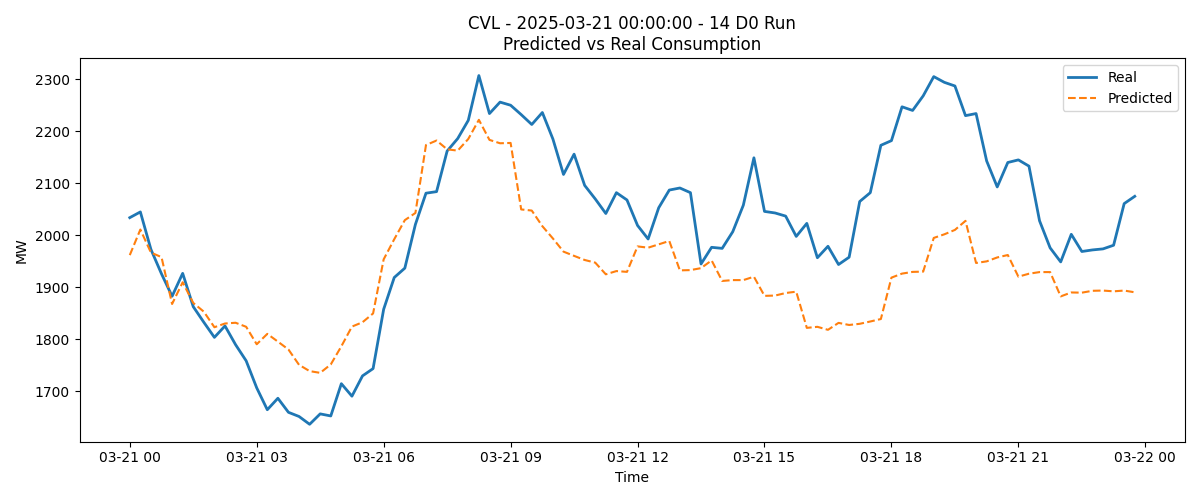 CVL - 2025-03-21 00:00:00 - 14 D0 Run
Predicted vs Real Consumption
Real
Predicted
MW
2300
2200
2100
2000
1900
1800
1700
03-21 00
03-21 03
03-21 06
03-21 09
03-21 12
03-21 15
03-21 18
03-21 21
03-22 00
Time